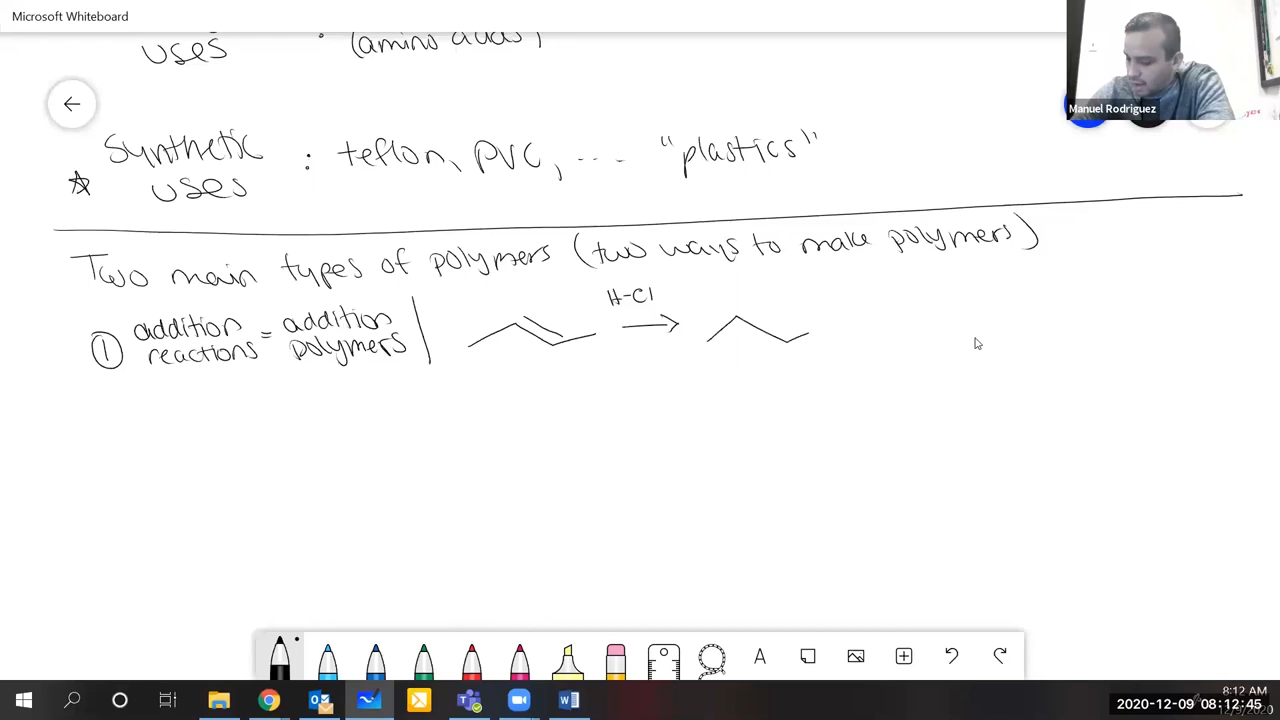 Microsoft Whiteboard
uses : (amino acids)
Manuel Rodriguez
Synthetic : teflon, PVC, .... "plastics"
uses
Two main types of polymers (two ways to make polymers)
H-Cl
① addition = addition
reactions polymers
A
8:12 AM
2020-12-09 08:12:45